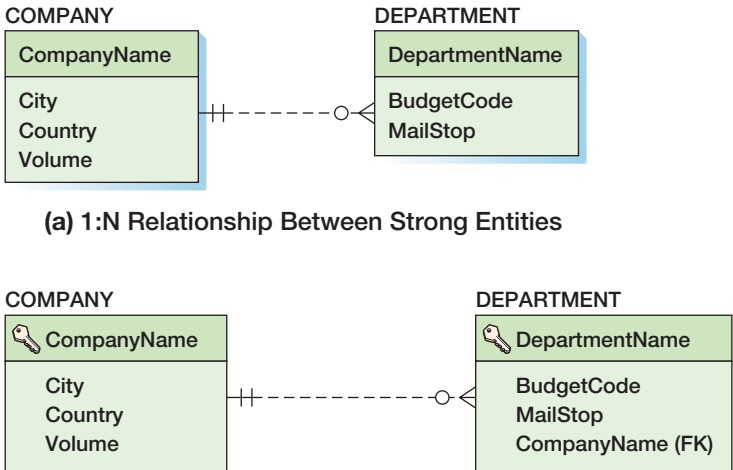 COMPANY
DEPARTMENT
CompanyName
DepartmentName
City
Country
Volume
BudgetCode
MailStop
(a) 1:N Relationship Between Strong Entities
COMPANY
DEPARTMENT
CompanyName
DepartmentName
City
Country
Volume
BudgetCode
MailStop
CompanyName (FK)